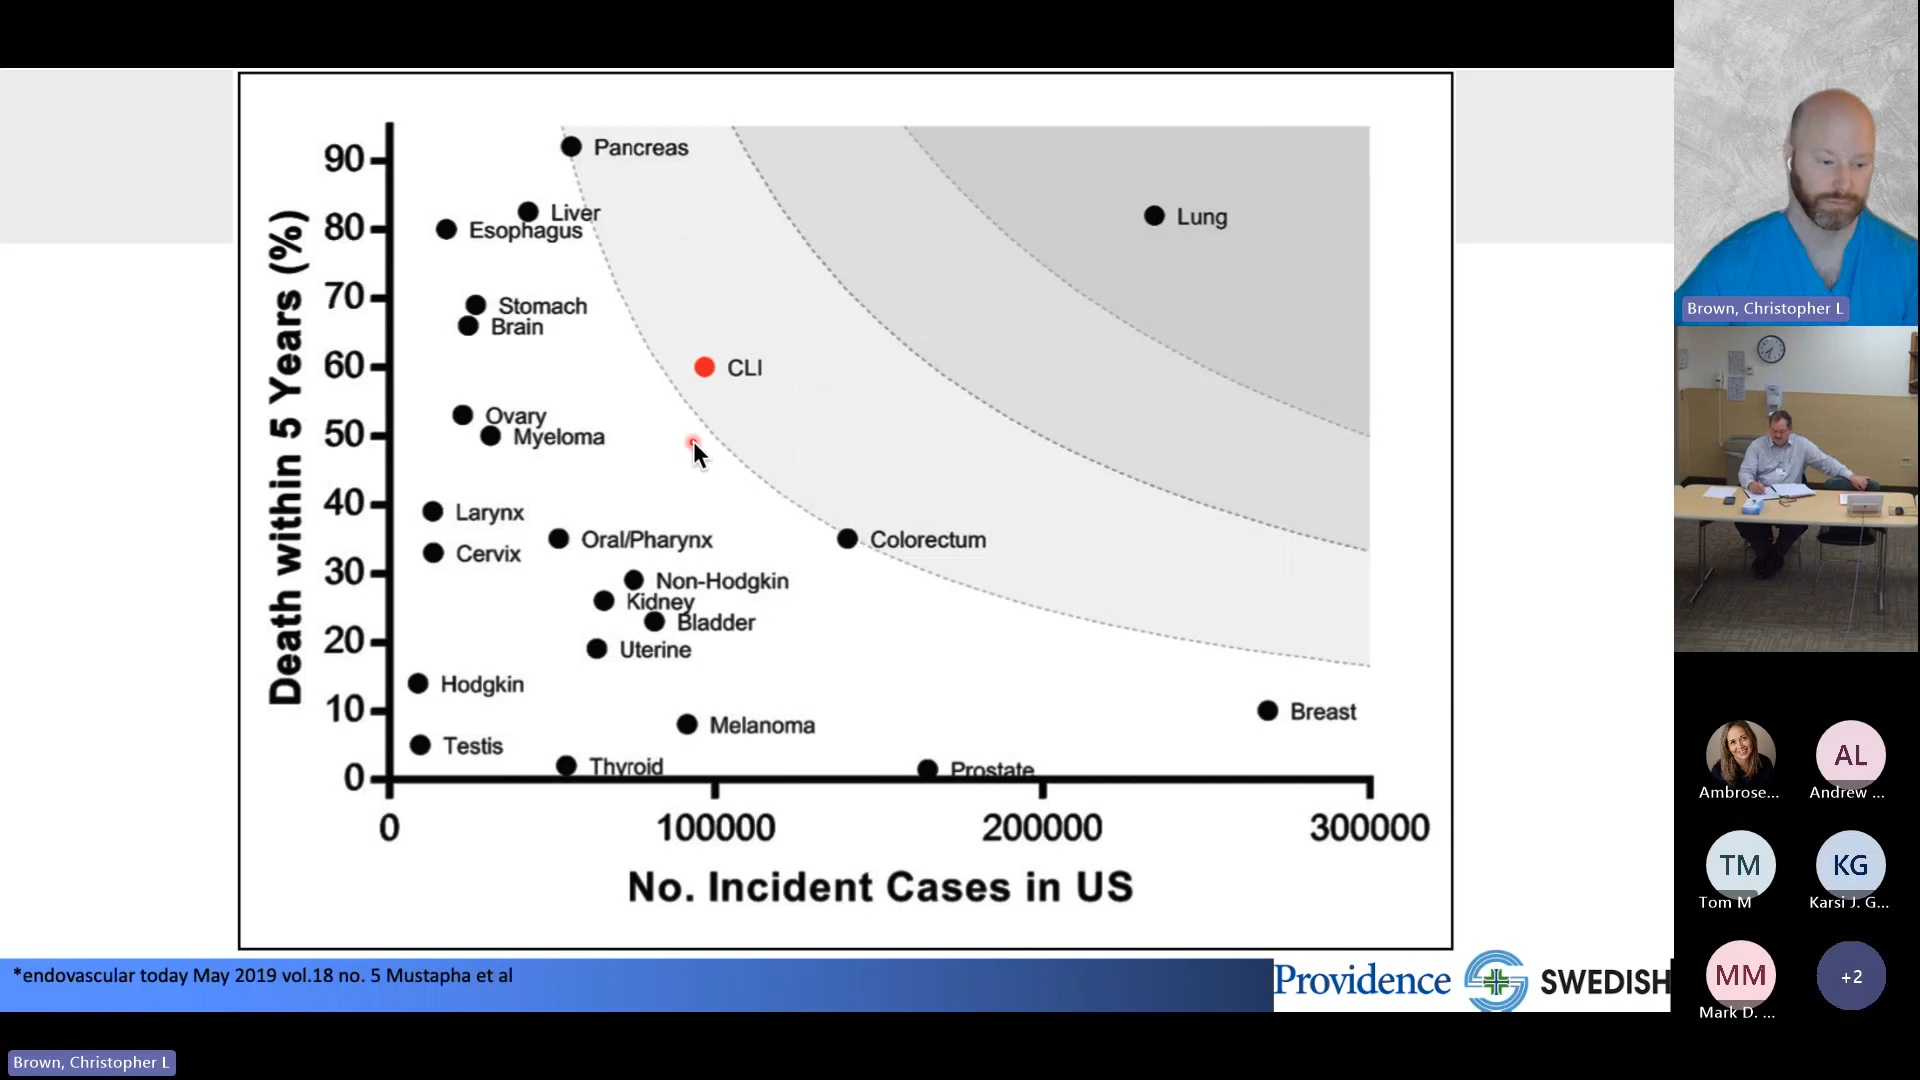 90
80
70
60
50
40
30
20
10
0
Death within 5 Years (%)
Pancreas
Liver
Esophagus
Lung
Stomach
Brain
CLI
Ovary
Myeloma
Larynx
Oral/Pharynx
Colorectum
Cervix
Non-Hodgkin
Kidney
Bladder
Uterine
Hodgkin
Breast
Melanoma
Testis
Thyroid
Prostate
0 100000 200000 300000
No. Incident Cases in US
*endovascular today May 2019 vol.18 no. 5 Mustapha et al
Providence SWEDISH
Brown, Christopher L
Brown, Christopher L
Ambrose...
AL
Andrew ...
TM
Tom M
KG
Karsi J. G...
MM
Mark D. ...
+2